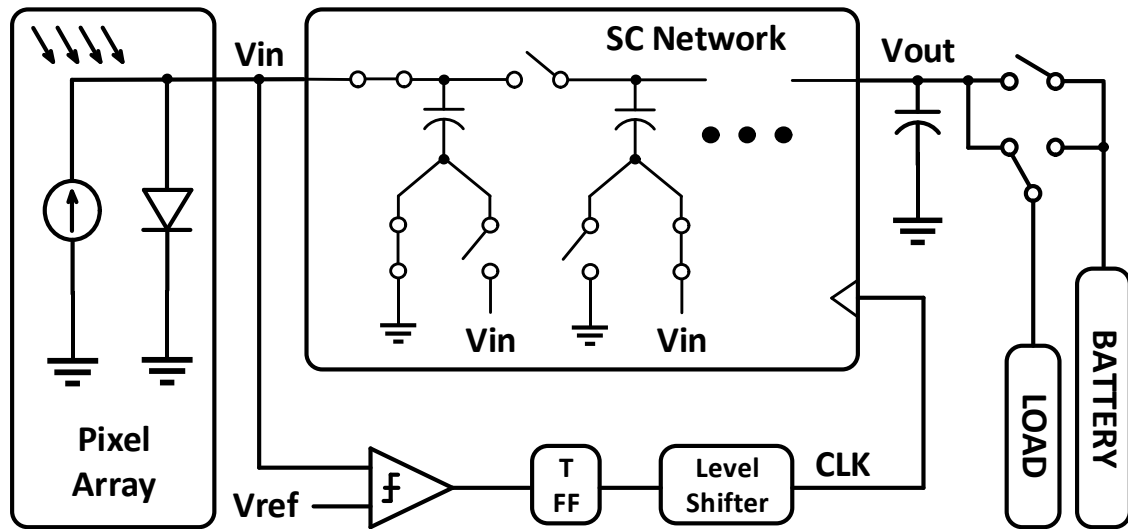 SC Network
Vin
Vout
Vin
Vin
Pixel
Array
Vref
T
FF
Level
Shifter
CLK
LOAD
BATTERY